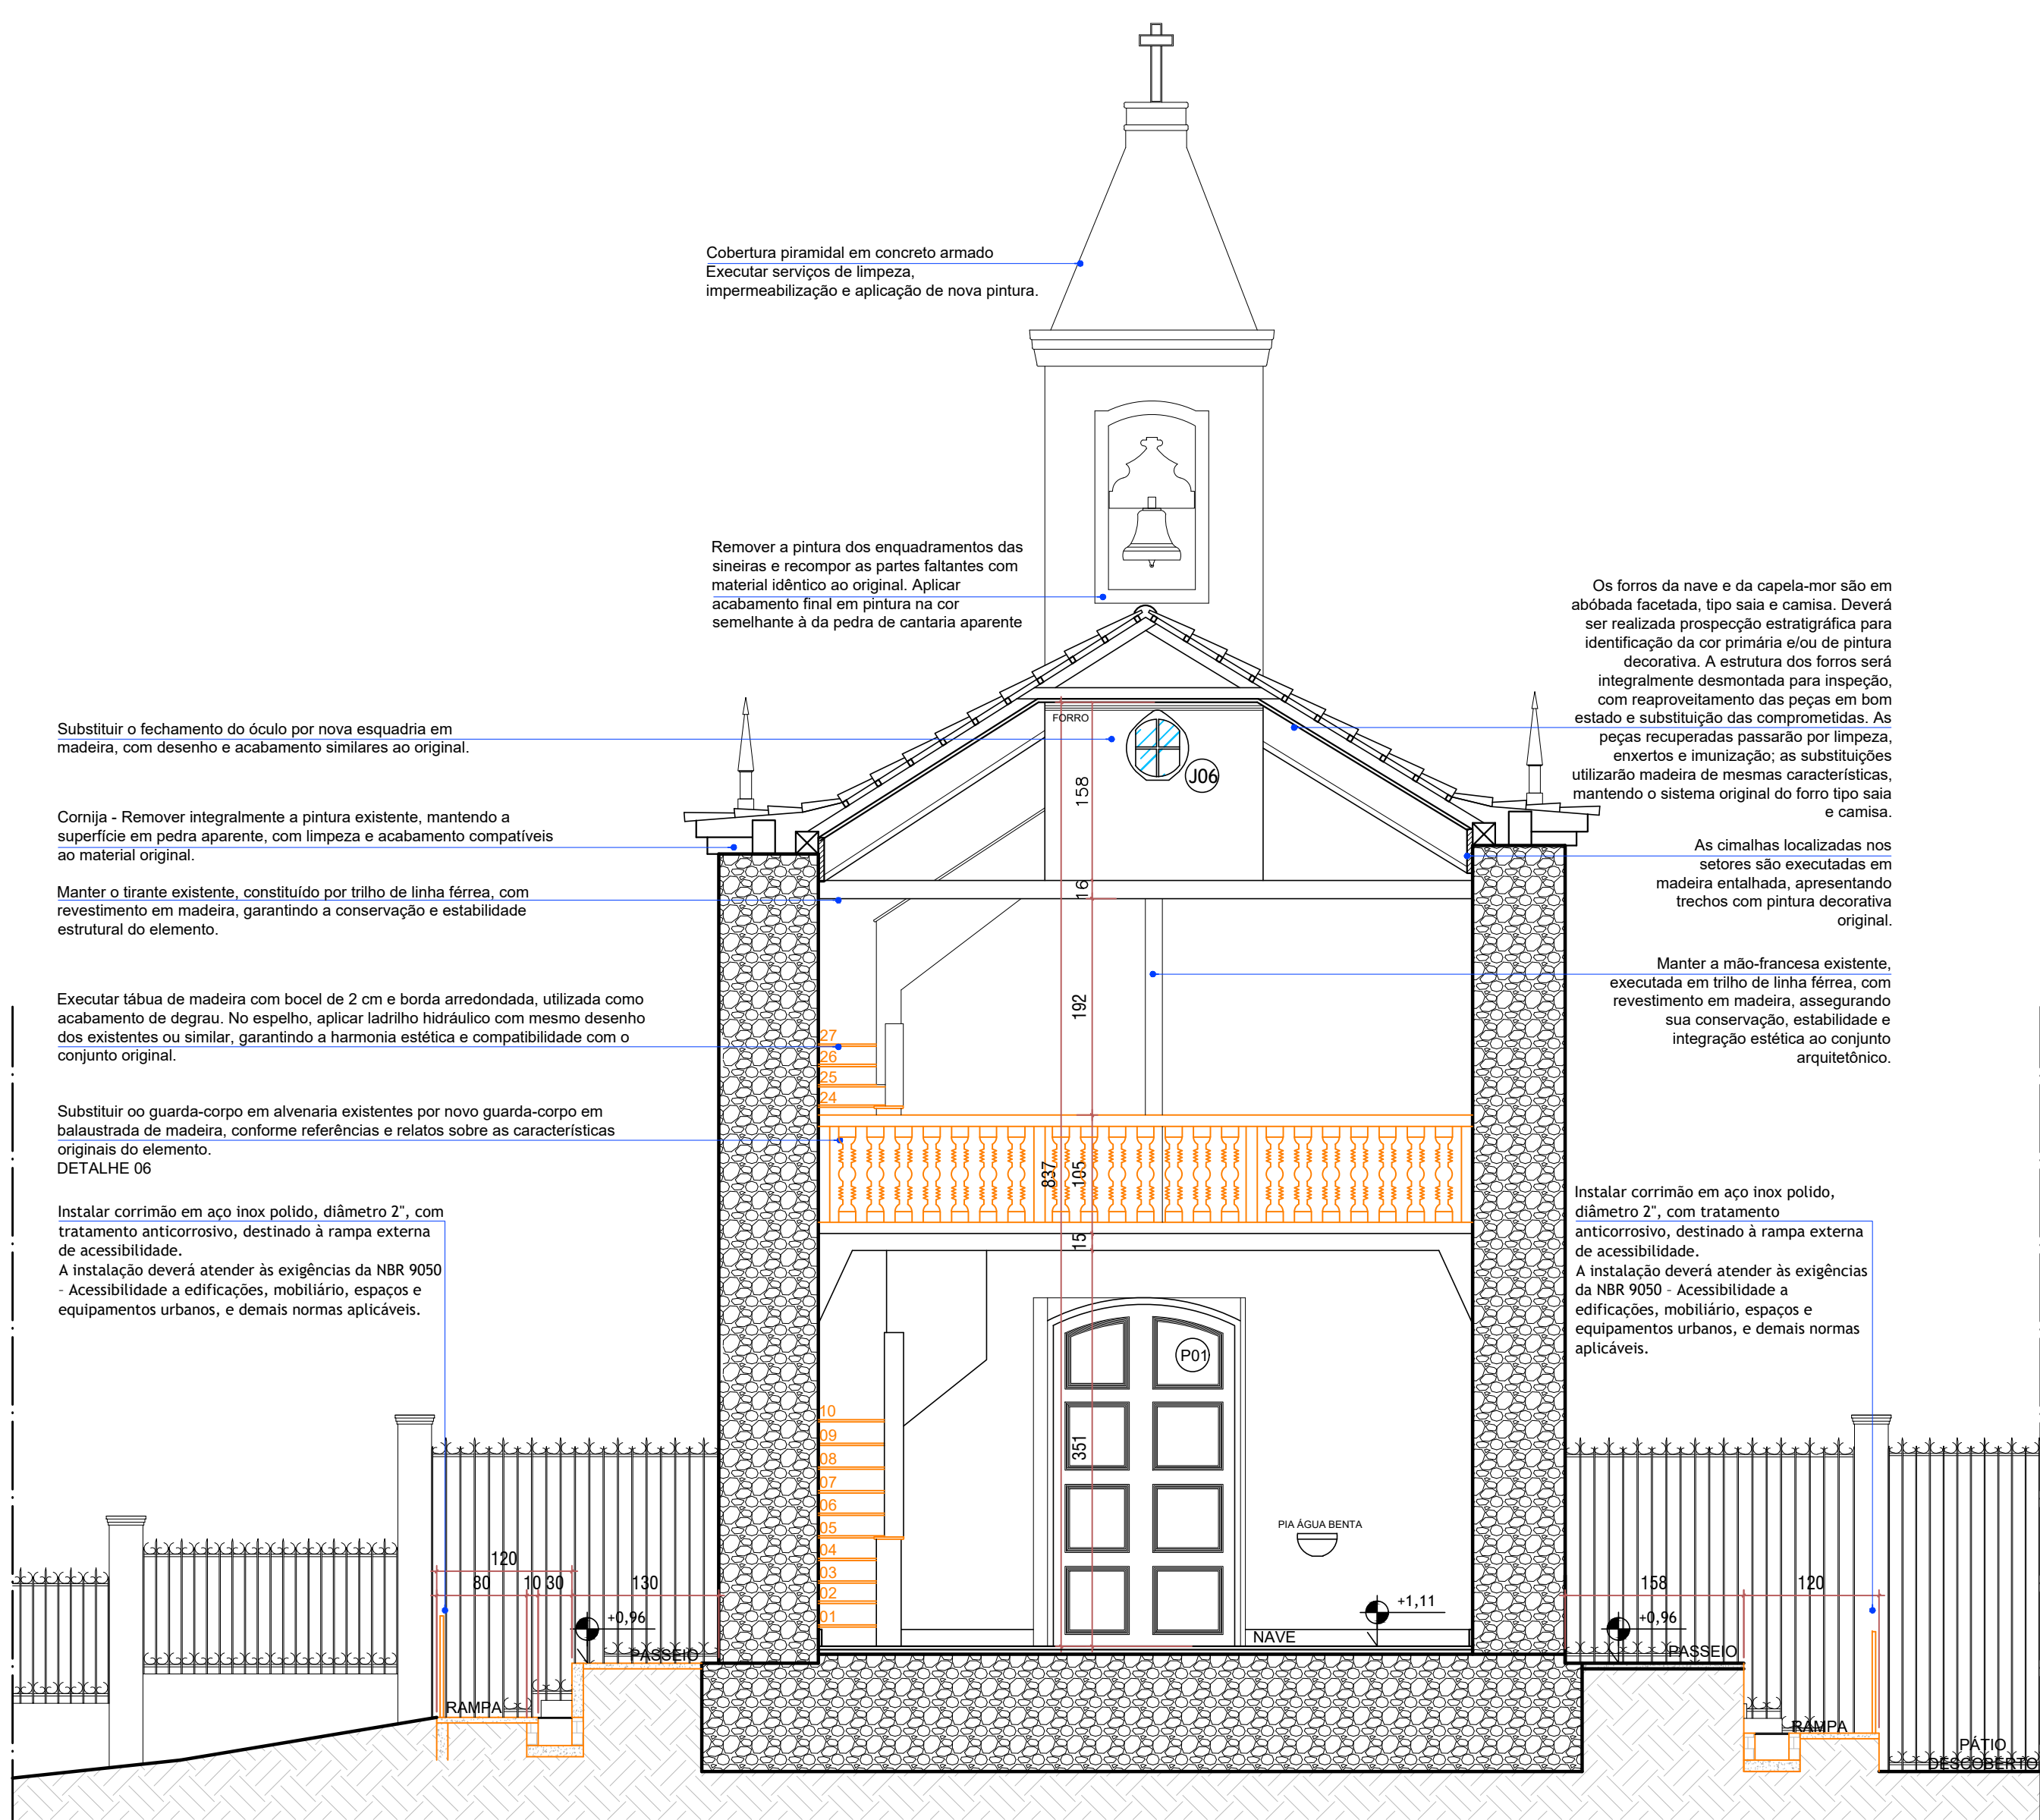 Cobertura piramidal em concreto armado
Executar serviços de limpeza,
impermeabilização e aplicação de nova pintura.
Remover a pintura dos enquadramentos das
sineiras e recompor as partes faltantes com
material idêntico ao original. Aplicar
acabamento final em pintura na cor
semelhante à da pedra de cantaria aparente
Os forros da nave e da capela-mor são em
abóbada facetada, tipo saia e camisa. Deverá
ser realizada prospecção estratigráfica para
identificação da cor primária e/ou de pintura
decorativa. A estrutura dos forros será
integralmente desmontada para inspeção,
com reaproveitamento das peças em bom
estado e substituição das comprometidas. As
peças recuperadas passarão por limpeza,
enxertos e imunização; as substituições
utilizarão madeira de mesmas características,
mantendo o sistema original do forro tipo saia
e camisa.
Substituir o fechamento do óculo por nova esquadria em
madeira, com desenho e acabamento similares ao original.
Cornija - Remover integralmente a pintura existente, mantendo a
superfície em pedra aparente, com limpeza e acabamento compatíveis
ao material original.
As cimalhas localizadas nos
setores são executadas em
madeira entalhada, apresentando
trechos com pintura decorativa
original.
Manter o tirante existente, constituído por trilho de linha férrea, com
revestimento em madeira, garantindo a conservação e estabilidade
estrutural do elemento.
Manter a mão-francesa existente,
executada em trilho de linha férrea, com
revestimento em madeira, assegurando
sua conservação, estabilidade e
integração estética ao conjunto
arquitetônico.
Executar tábua de madeira com bocel de 2 cm e borda arredondada, utilizada como
acabamento de degrau. No espelho, aplicar ladrilho hidráulico com mesmo desenho
dos existentes ou similar, garantindo a harmonia estética e compatibilidade com o
conjunto original.
Substituir oo guarda-corpo em alvenaria existentes por novo guarda-corpo em
balaustrada de madeira, conforme referências e relatos sobre as características
originais do elemento.
DETALHE 06
Instalar corrimão em aço inox polido, diâmetro 2", com
tratamento anticorrosivo, destinado à rampa externa
de acessibilidade.
A instalação deverá atender às exigências da NBR 9050
- Acessibilidade a edificações, mobiliário, espaços e
equipamentos urbanos, e demais normas aplicáveis.
Instalar corrimão em aço inox polido,
diâmetro 2", com tratamento
anticorrosivo, destinado à rampa externa
de acessibilidade.
A instalação deverá atender às exigências
da NBR 9050 - Acessibilidade a
edificações, mobiliário, espaços e
equipamentos urbanos, e demais normas
aplicáveis.
FORRO
J06
158
16
192
27
26
25
24
837
105
15
P01
351
10
09
08
07
06
05
04
03
02
01
PIA ÁGUA BENTA
120
80
10
30
130
158
120
+0,96
+1,11
+0,96
NAVE
PASSEIO
PASSEIO
RAMPA
RAMPA
PÁTIO
DESCOBERTO